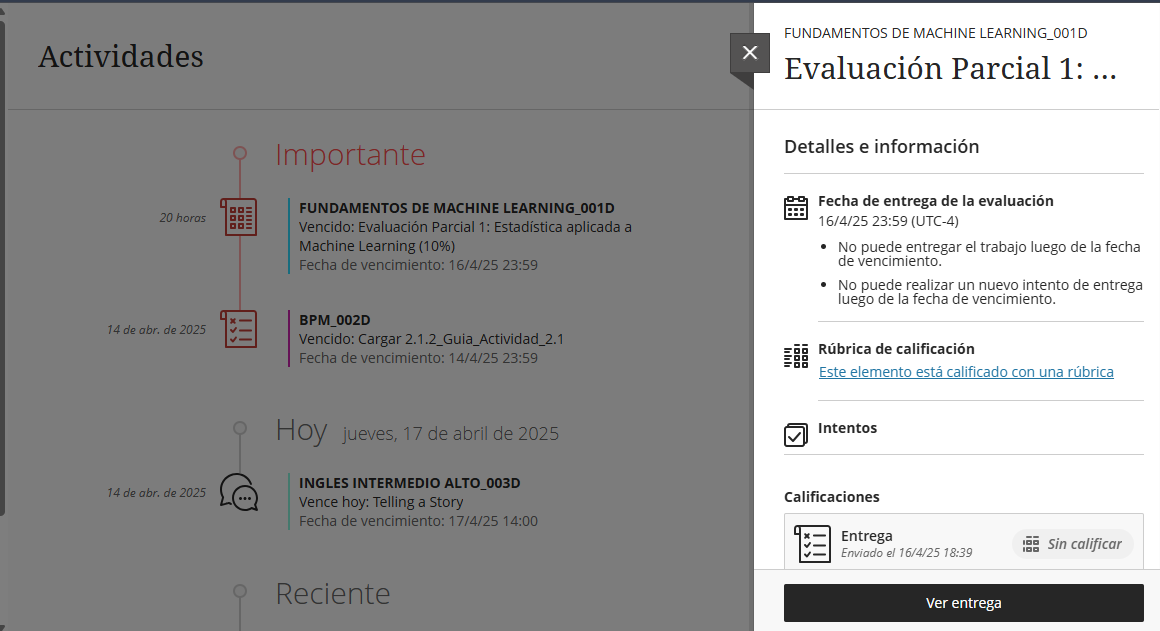 Actividades
Importante
20 horas
FUNDAMENTOS DE MACHINE LEARNING_001D
Vencido: Evaluación Parcial 1: Estadística aplicada a
Machine Learning (10%)
Fecha de vencimiento: 16/4/25 23:59
14 de abr. de 2025
BPM_002D
Vencido: Cargar 2.1.2_Guia_Actividad_2.1
Fecha de vencimiento: 14/4/25 23:59
Hoy jueves, 17 de abril de 2025
14 de abr. de 2025
INGLES INTERMEDIO ALTO_003D
Vence hoy: Telling a Story
Fecha de vencimiento: 17/4/25 14:00
Reciente
FUNDAMENTOS DE MACHINE LEARNING_001D
Evaluación Parcial 1: ...
Detalles e información
Fecha de entrega de la evaluación
16/4/25 23:59 (UTC-4)
• No puede entregar el trabajo luego de la fecha
de vencimiento.
• No puede realizar un nuevo intento de entrega
luego de la fecha de vencimiento.
Rúbrica de calificación
Este elemento está calificado con una rúbrica
Intentos
Calificaciones
Entrega
Enviado el 16/4/25 18:39
Sin calificar
Ver entrega